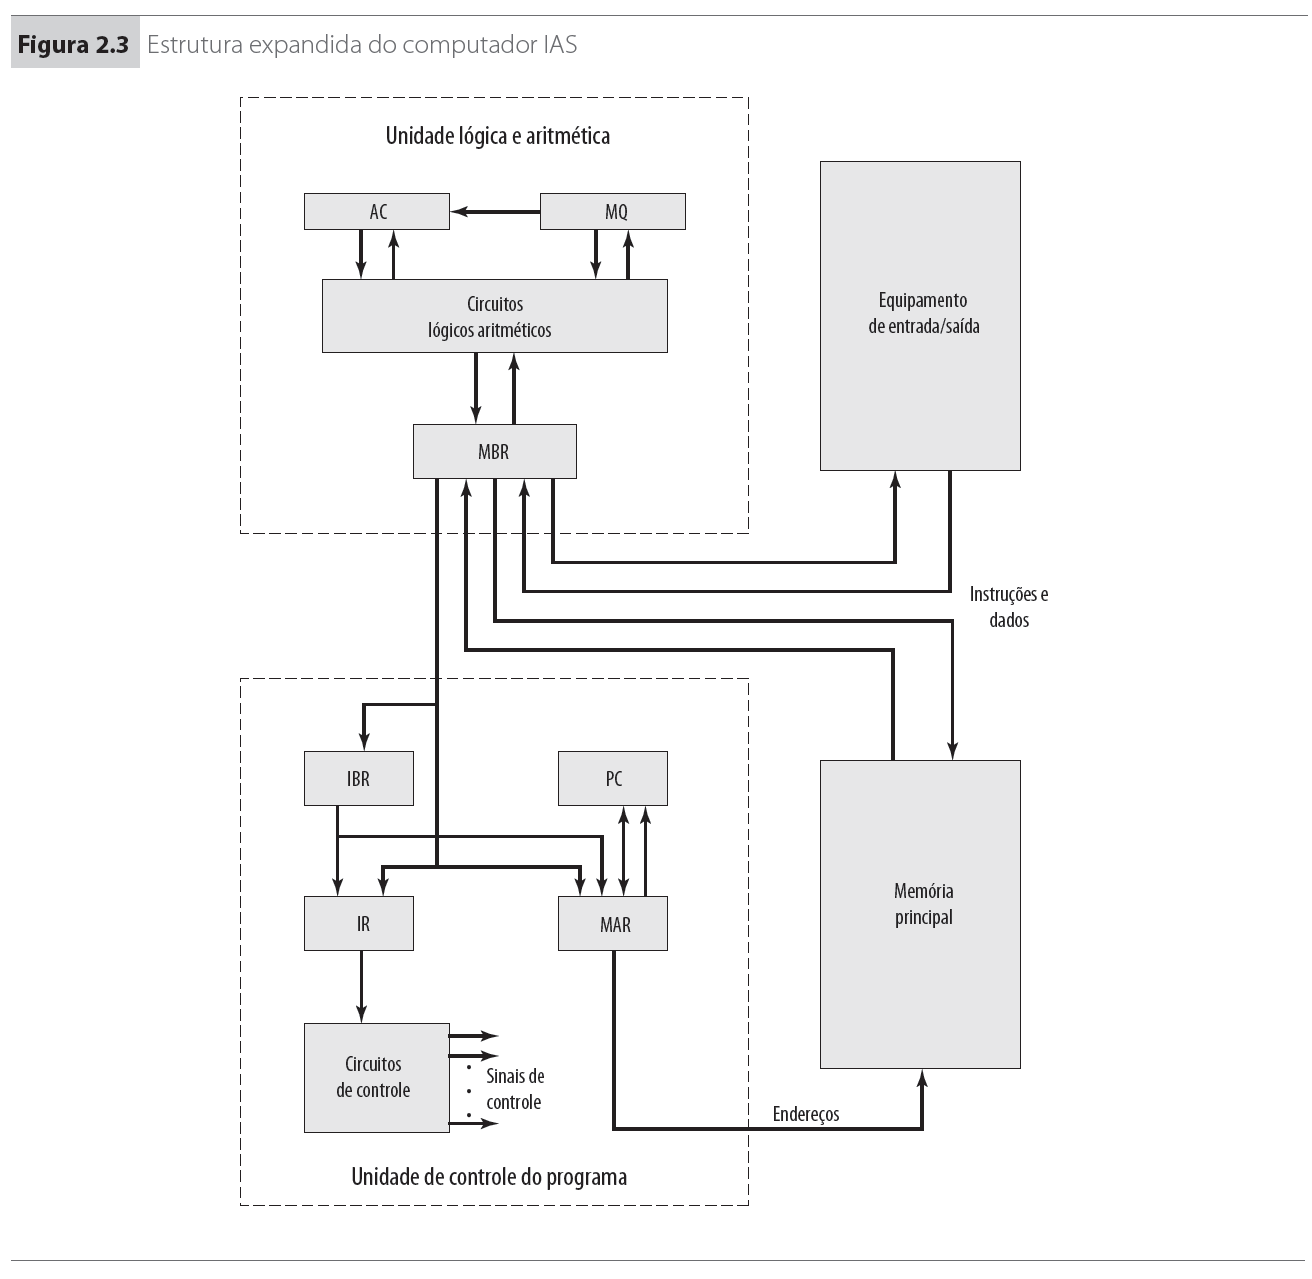 Figura 2.3 Estrutura expandida do computador IAS
Unidade lógica e aritmética
AC
MQ
Circuitos
lógicos aritméticos
MBR
Equipamento
de entrada/saída
Instruções e
dados
IBR
PC
IR
MAR
Memória
principal
Circuitos
de controle
Sinais de
controle
Endereços
Unidade de controle do programa